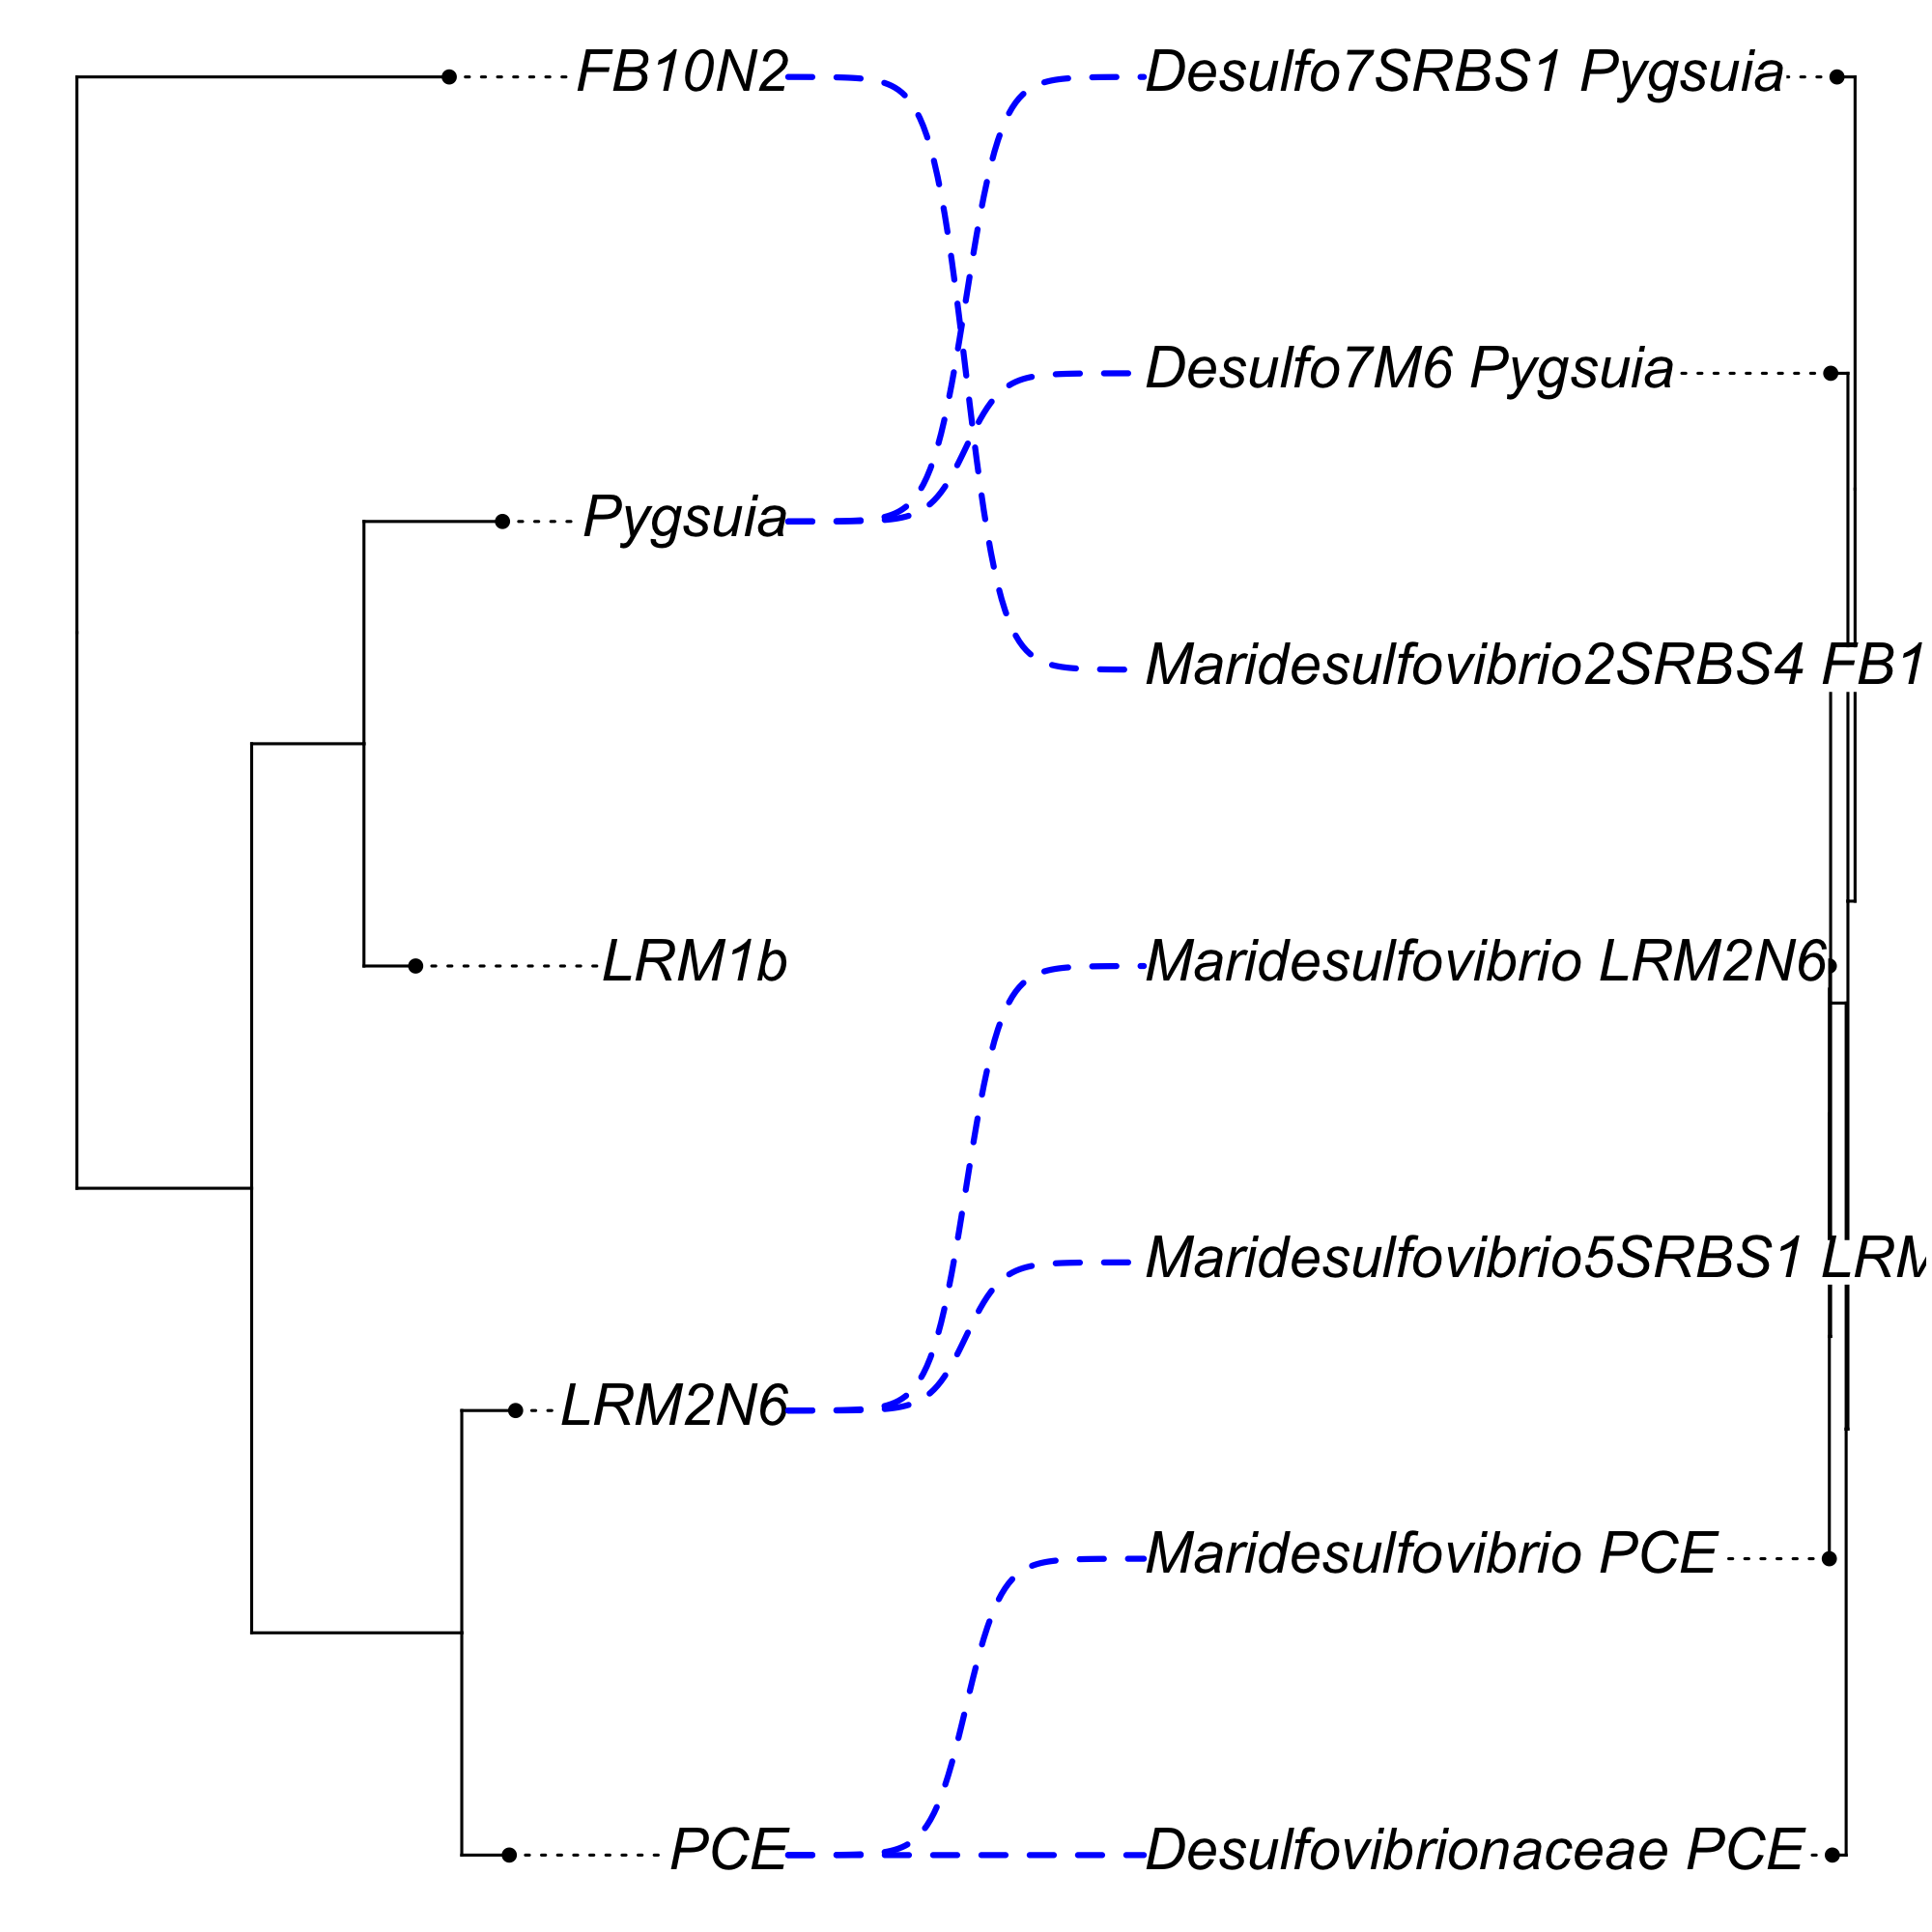 FB10N2
Desulfo7SRBS1 Pygsuia
Desulfo7M6 Pygsuia
Pygsuia
Maridesulfovibrio2SRBS4 FB1
LRM1b
Maridesulfovibrio LRM2N6
Maridesulfovibrio5SRBS1 LRM
LRM2N6
Maridesulfovibrio PCE
PCE
Desulfovibrionaceae PCE